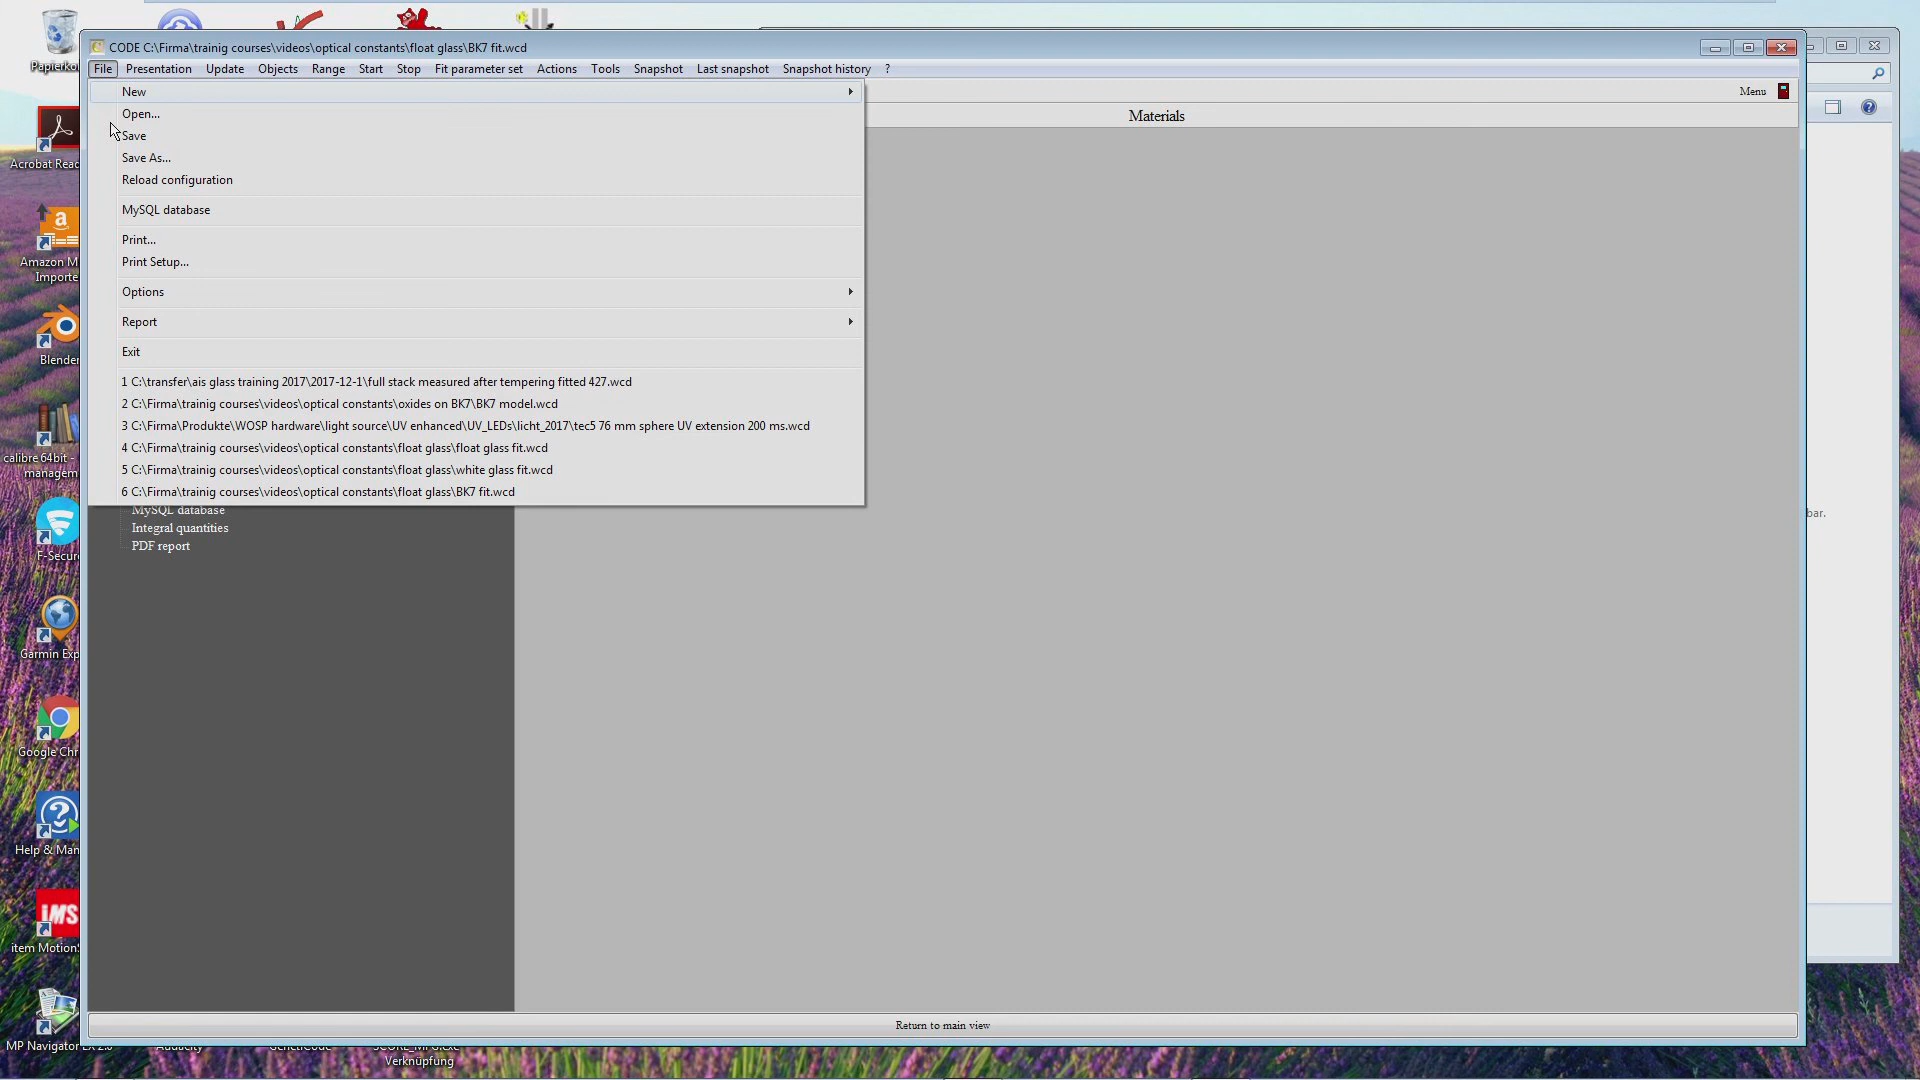 CODE C:\Firma\trainig courses\videos\optical constants\float glass\BK7 fit.wcd
File Presentation Update Objects Range Start Stop Fit parameter set Actions Tools Snapshot Last snapshot Snapshot history ?
New
Menu
Open...
Materials
Save
Save As...
Reload configuration
MySQL database
Print...
Print Setup...
Options
Report
Exit
1 C:\transfer\ais glass training 2017\2017-12-1\full stack measured after tempering fitted 427.wcd
2 C:\Firma\trainig courses\videos\optical constants\oxides on BK7\BK7 model.wcd
3 C:\Firma\Produkte\WOSP hardware\light source\UV enhanced\UV_LEDs\licht_2017\tec5 76 mm sphere UV extension 200 ms.wcd
4 C:\Firma\trainig courses\videos\optical constants\float glass\float glass fit.wcd
5 C:\Firma\trainig courses\videos\optical constants\float glass\white glass fit.wcd
6 C:\Firma\trainig courses\videos\optical constants\float glass\BK7 fit.wcd
MySQL database
Integral quantities
PDF report
Return to main view
bar.
Papierko
Acrobat Read
Amazon M
Importe
Blender
calibre 64bit -
managem
F-Secure
Garmin Exp
Google Chr
Help & Man
iMS
item Motion
MP Navigator EX 2.0
Audacity
Verknüpfung